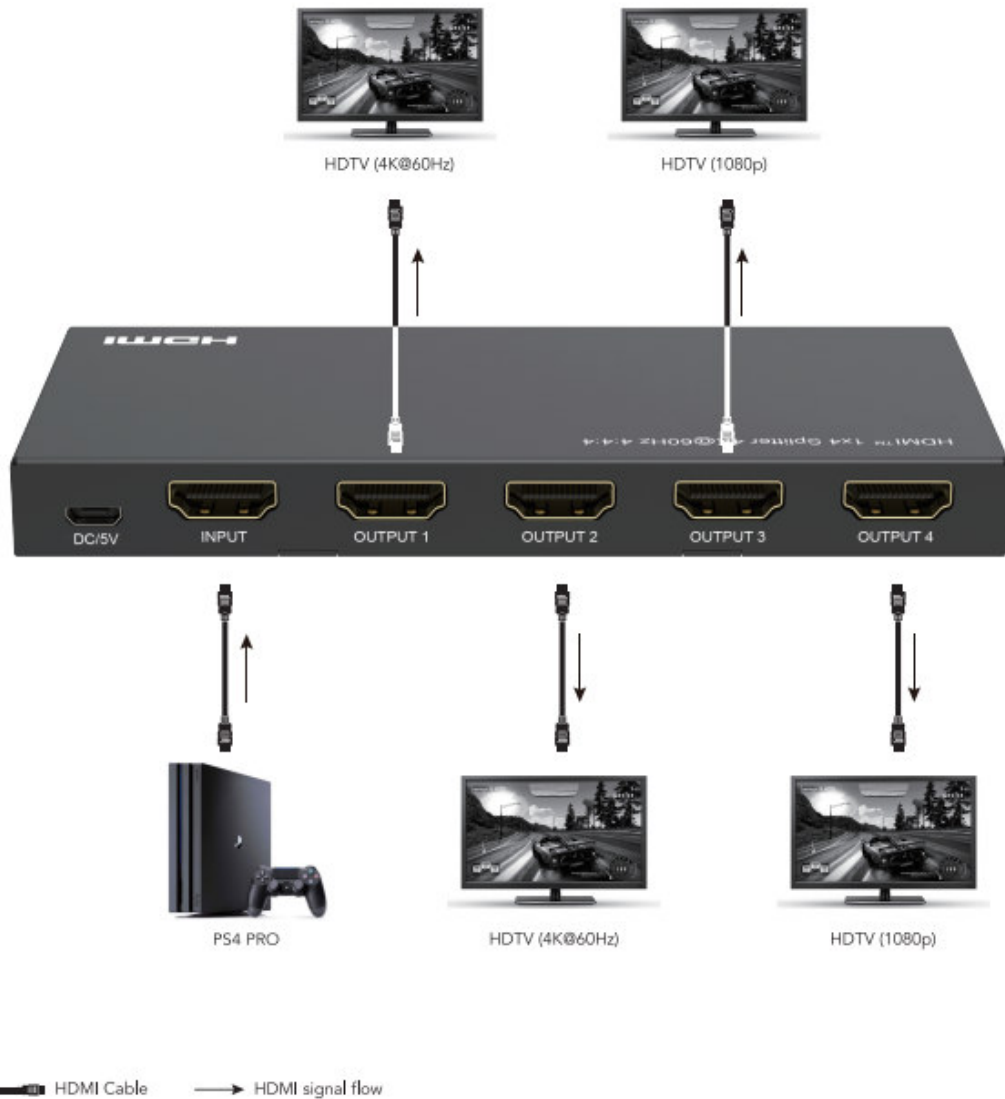 HDTV (4K@60Hz)
HDTV (1080p)
HDMI
HDMI™ 1x4 Splitter 4K@60Hz 4:4:4
DC/5V
INPUT
OUTPUT 1
OUTPUT 2
OUTPUT 3
OUTPUT 4
PS4 PRO
HDTV (4K@60Hz)
HDTV (1080p)
HDMI Cable
HDMI signal flow